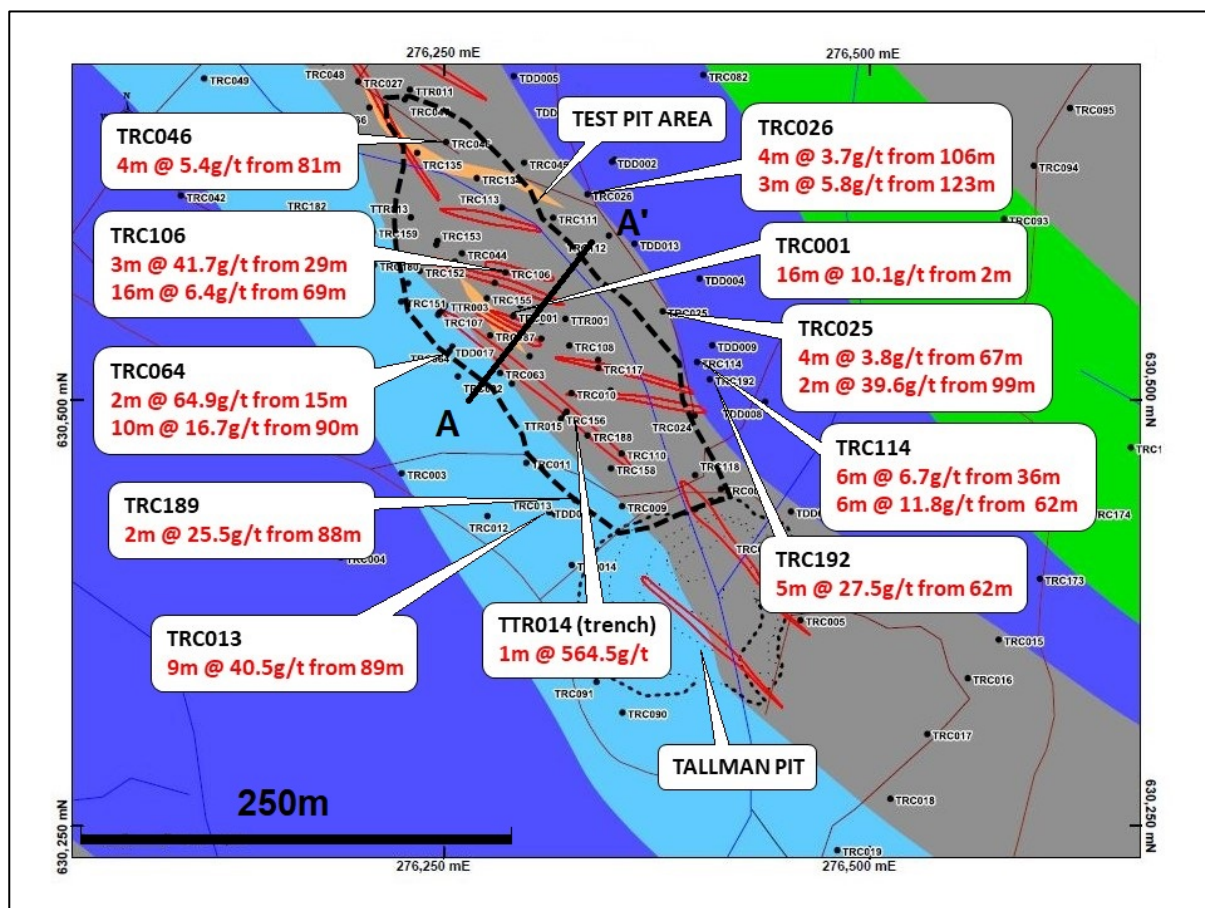 276,250 mE
276,500 mE
TRC049
TRC048
TRC027
TTR011
TDD005
TRC082
TRC095
N
TRC046
4m @ 5.4g/t from 81m
TEST PIT AREA
TRC026
4m @ 3.7g/t from 106m
3m @ 5.8g/t from 123m
TRC135
TRC134
TRC045
TDD002
TRC094
TRC042
TRC182
TRC113
TRC026
TRC111
TRC093
TRC159
TRC153
A'
TRC112
TDD013
TRC106
3m @ 41.7g/t from 29m
16m @ 6.4g/t from 69m
TRC044
TRC152
TRC106
TRC001
16m @ 10.1g/t from 2m
TDD004
TRC151
TTR003
TRC155
TRC107
TRC001
TTR001
TRC025
TRC025
4m @ 3.8g/t from 67m
2m @ 39.6g/t from 99m
TDD017
TRC108
TDD009
TRC114
TRC117
TRC063
TRC192
TRC064
2m @ 64.9g/t from 15m
10m @ 16.7g/t from 90m
630,500 mN
630,500 mN
A
TRC010
TDD008
TTR015
TRC156
TRC024
TRC188
TRC114
6m @ 6.7g/t from 36m
6m @ 11.8g/t from 62m
TRC110
TRC003
TRC011
TRC158
TRC118
TRC189
2m @ 25.5g/t from 88m
TRC013
TRC009
TRC012
TRC174
TRC192
5m @ 27.5g/t from 62m
TRC173
TRC013
9m @ 40.5g/t from 89m
TTR014 (trench)
1m @ 564.5g/t
TRC005
TRC015
TRC016
TRC091
TRC090
TRC017
TALLMAN PIT
250m
TRC018
630,250 mN
630,250 mN
TRC019
276,250 mE
276,500 mE